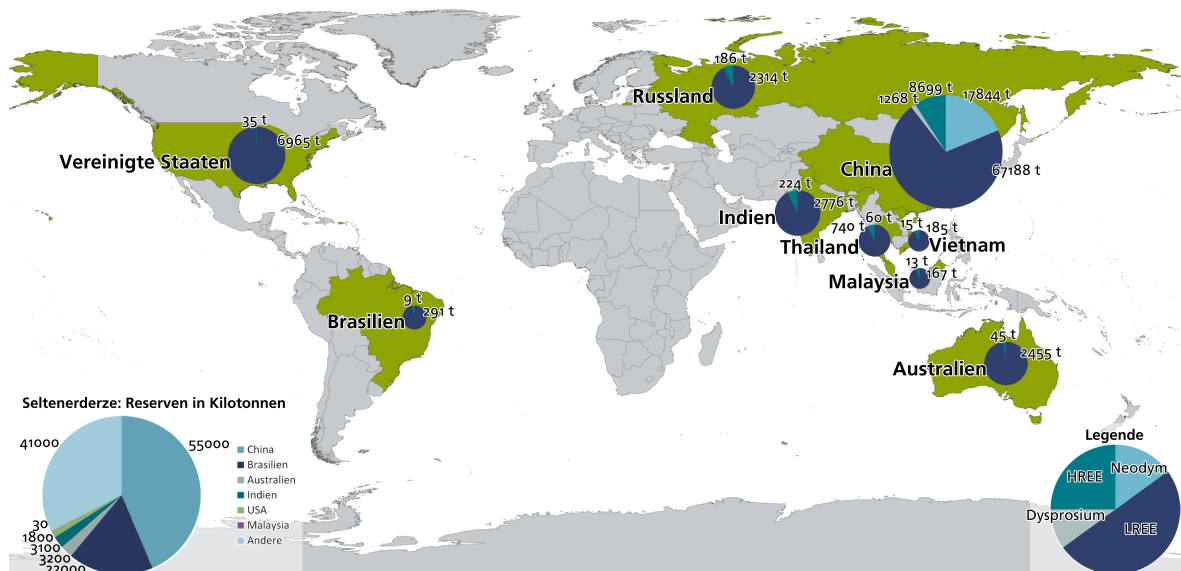 186 t
2314 t
Russland
8699 t
17844 t
1268 t
35 t
6965 t
Vereinigte Staaten
China
67188 t
224 t
2776 t
Indien
60 t
740 t
Thailand
15 t
185 t
Vietnam
13 t
167 t
Malaysia
9 t
291 t
Brasilien
45 t
2455 t
Australien
Seltenerderze: Reserven in Kilotonnen
41000
55000
30
1800
3100
3200
22000
China
Brasilien
Australien
Indien
USA
Malaysia
Andere
Legende
HREE
Neodym
Dysprosium
LREE